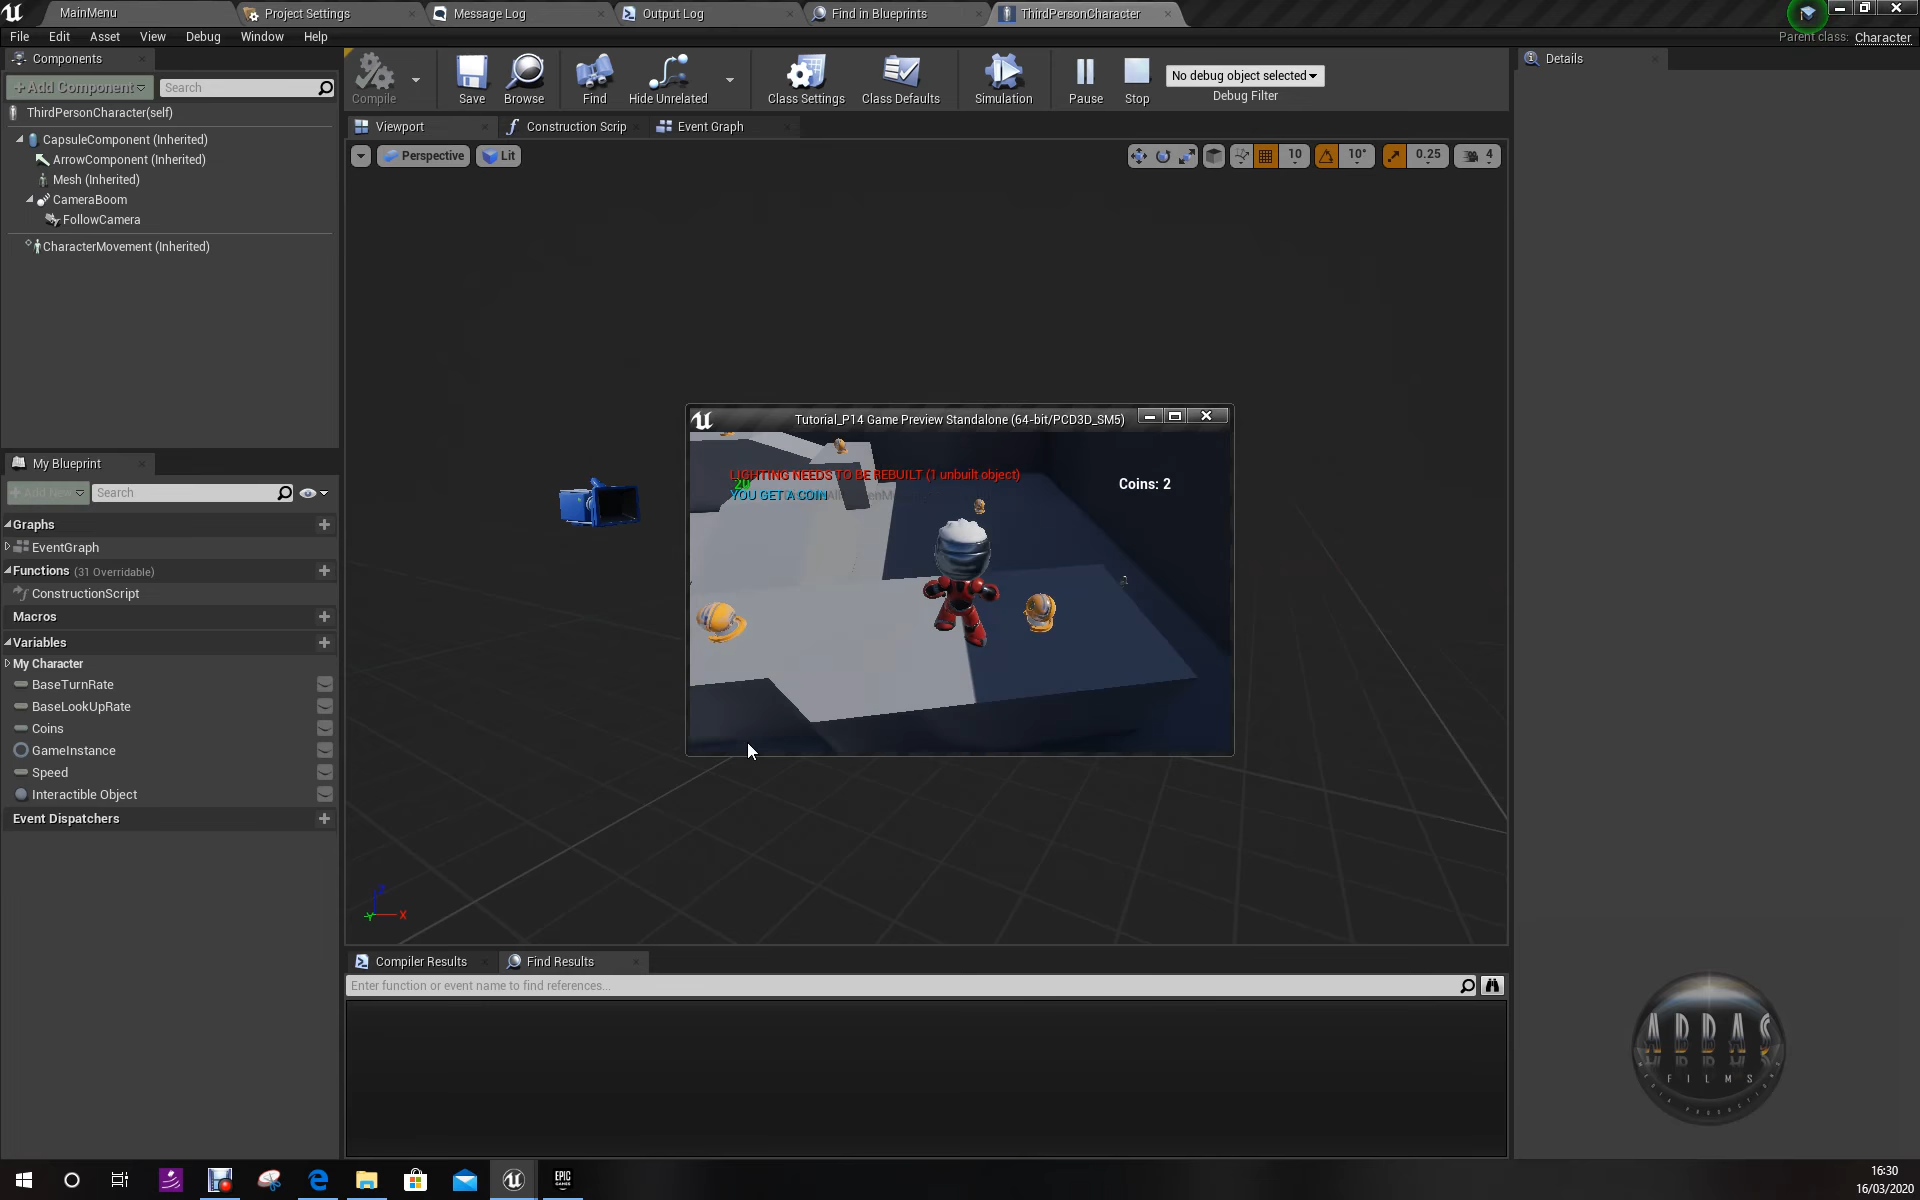 MainMenu
Project Settings
Message Log
Output Log
Find in Blueprints
ThirdPersonCharacter
File Edit Asset View Debug Window Help
Parent class: Character
Components
Details
+Add Component
Search
Compile
Save
Browse
Find
Hide Unrelated
Class Settings
Class Defaults
Simulation
Pause
Stop
No debug object selected
Debug Filter
ThirdPersonCharacter(self)
CapsuleComponent (Inherited)
ArrowComponent (Inherited)
Mesh (Inherited)
CameraBoom
FollowCamera
CharacterMovement (Inherited)
Viewport
Construction Scrip
Event Graph
Perspective
Lit
10
10°
0.25
4
Tutorial_P14 Game Preview Standalone (64-bit/PCD3D_SM5)
LIGHTING NEEDS TO BE REBUILT (1 unbuilt object)
20
YOU GET A COIN
Coins: 2
My Blueprint
+Add New
Search
Graphs
EventGraph
Functions (31 Overridable)
ConstructionScript
Macros
Variables
My Character
BaseTurnRate
BaseLookUpRate
Coins
GameInstance
Speed
Interactible Object
Event Dispatchers
Z
Y
X
Compiler Results
Find Results
Enter function or event name to find references...
ABBAS
FILMS
EPIC
GAMES
16:30
16/03/2020